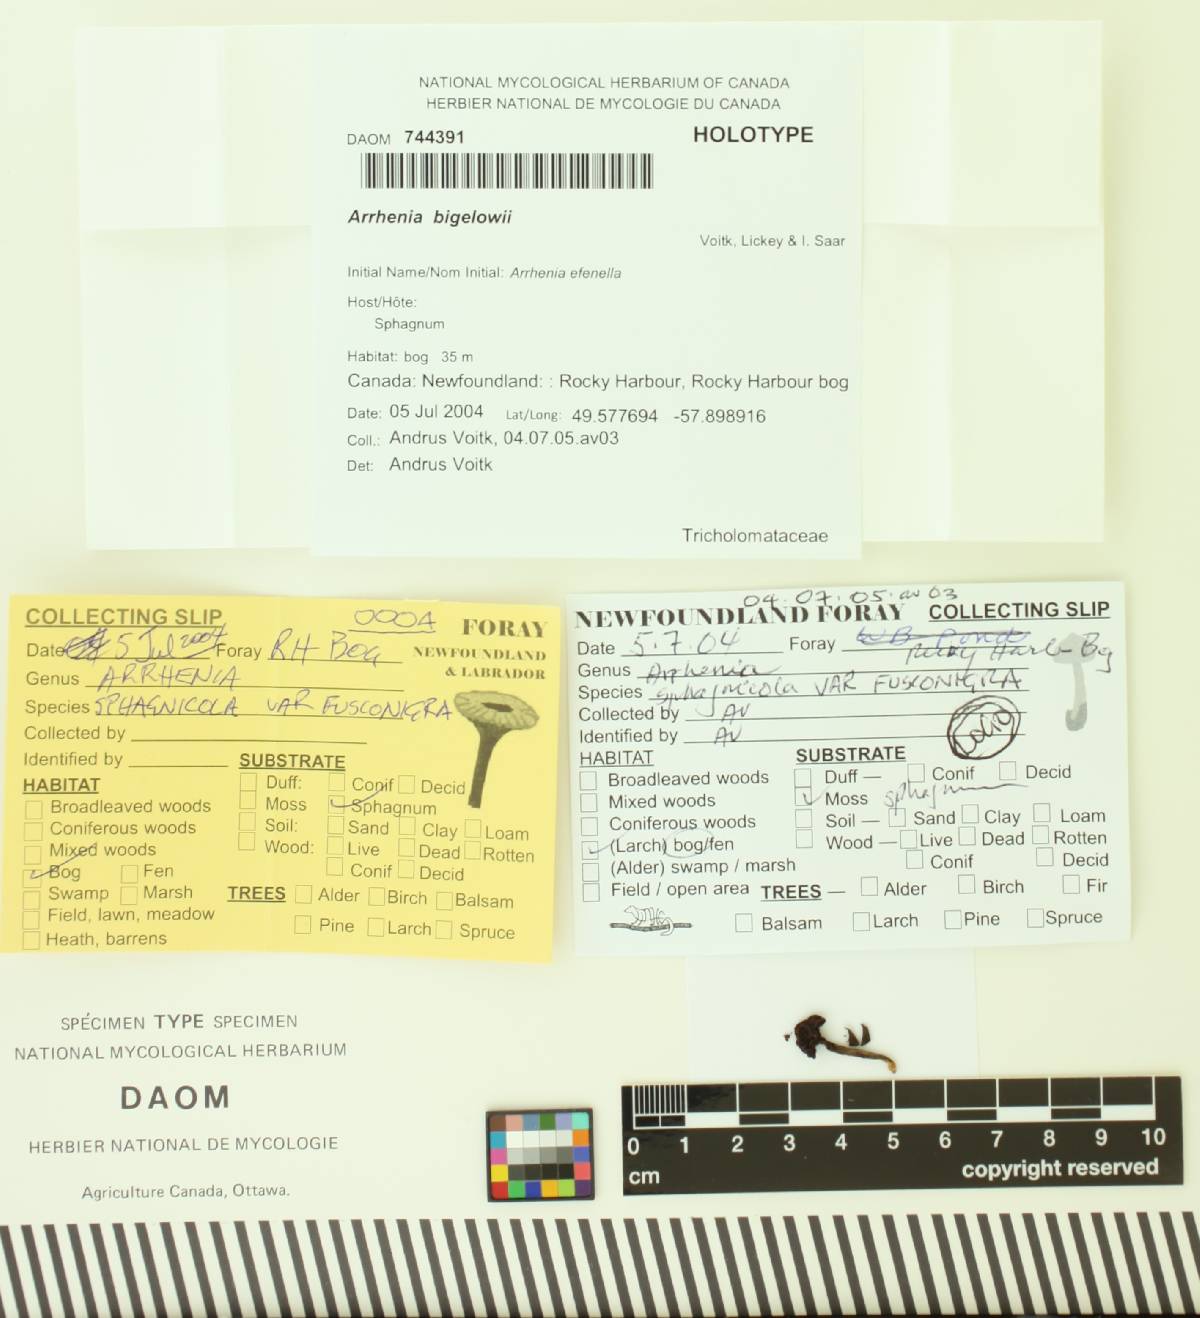 NATIONAL MYCOLOGICAL HERBARIUM OF CANADA
HERBIER NATIONAL DE MYCOLOGIE DU CANADA
DAOM 744391 HOLOTYPE
Arrhenia bigelowii
Voitk, Lickey & I. Saar
Initial Name/Nom Initial: Arrhenia efenella
Host/Hôte:
Sphagnum
Habitat: bog 35 m
Canada: Newfoundland: : Rocky Harbour, Rocky Harbour bog
Date: 05 Jul 2004 Lat/Long: 49.577694 -57.898916
Coll.: Andrus Voitk, 04.07.05.av03
Det: Andrus Voitk
Tricholomataceae
COLLECTING SLIP 0004 FORAY
NEWFOUNDLAND
& LABRADOR
Date 5 Jul 2004 Foray RH Bog
Genus ARRHENIA
Species SPHAGNICOLA VAR FUSCONIGRA
Collected by
Identified by
HABITAT
Broadleaved woods
Coniferous woods
Mixed woods
Bog Fen
Swamp Marsh
Field, lawn, meadow
Heath, barrens
SUBSTRATE
Duff: Conif Decid
Moss Sphagnum
Soil: Sand Clay Loam
Wood: Live Dead Rotten
Conif Decid
TREES Alder Birch Balsam
Pine Larch Spruce
04.07.05.av03
NEWFOUNDLAND FORAY COLLECTING SLIP
Date 5.7.04 Foray
Rocky Harb Bog
Genus Arrhenia
Species sphagnicola VAR FUSCONIGRA
Collected by AV
Identified by AV
HABITAT
Broadleaved woods
Mixed woods
Coniferous woods
(Larch) bog/fen
(Alder) swamp / marsh
Field / open area
SUBSTRATE
Duff — Conif Decid
Moss sphagnum
Soil — Sand Clay Loam
Wood — Live Dead Rotten
Conif Decid
TREES — Alder Birch Fir
Balsam Larch Pine Spruce
SPÉCIMEN TYPE SPECIMEN
NATIONAL MYCOLOGICAL HERBARIUM
DAOM
HERBIER NATIONAL DE MYCOLOGIE
Agriculture Canada, Ottawa.
0 1 2 3 4 5 6 7 8 9 10
cm copyright reserved